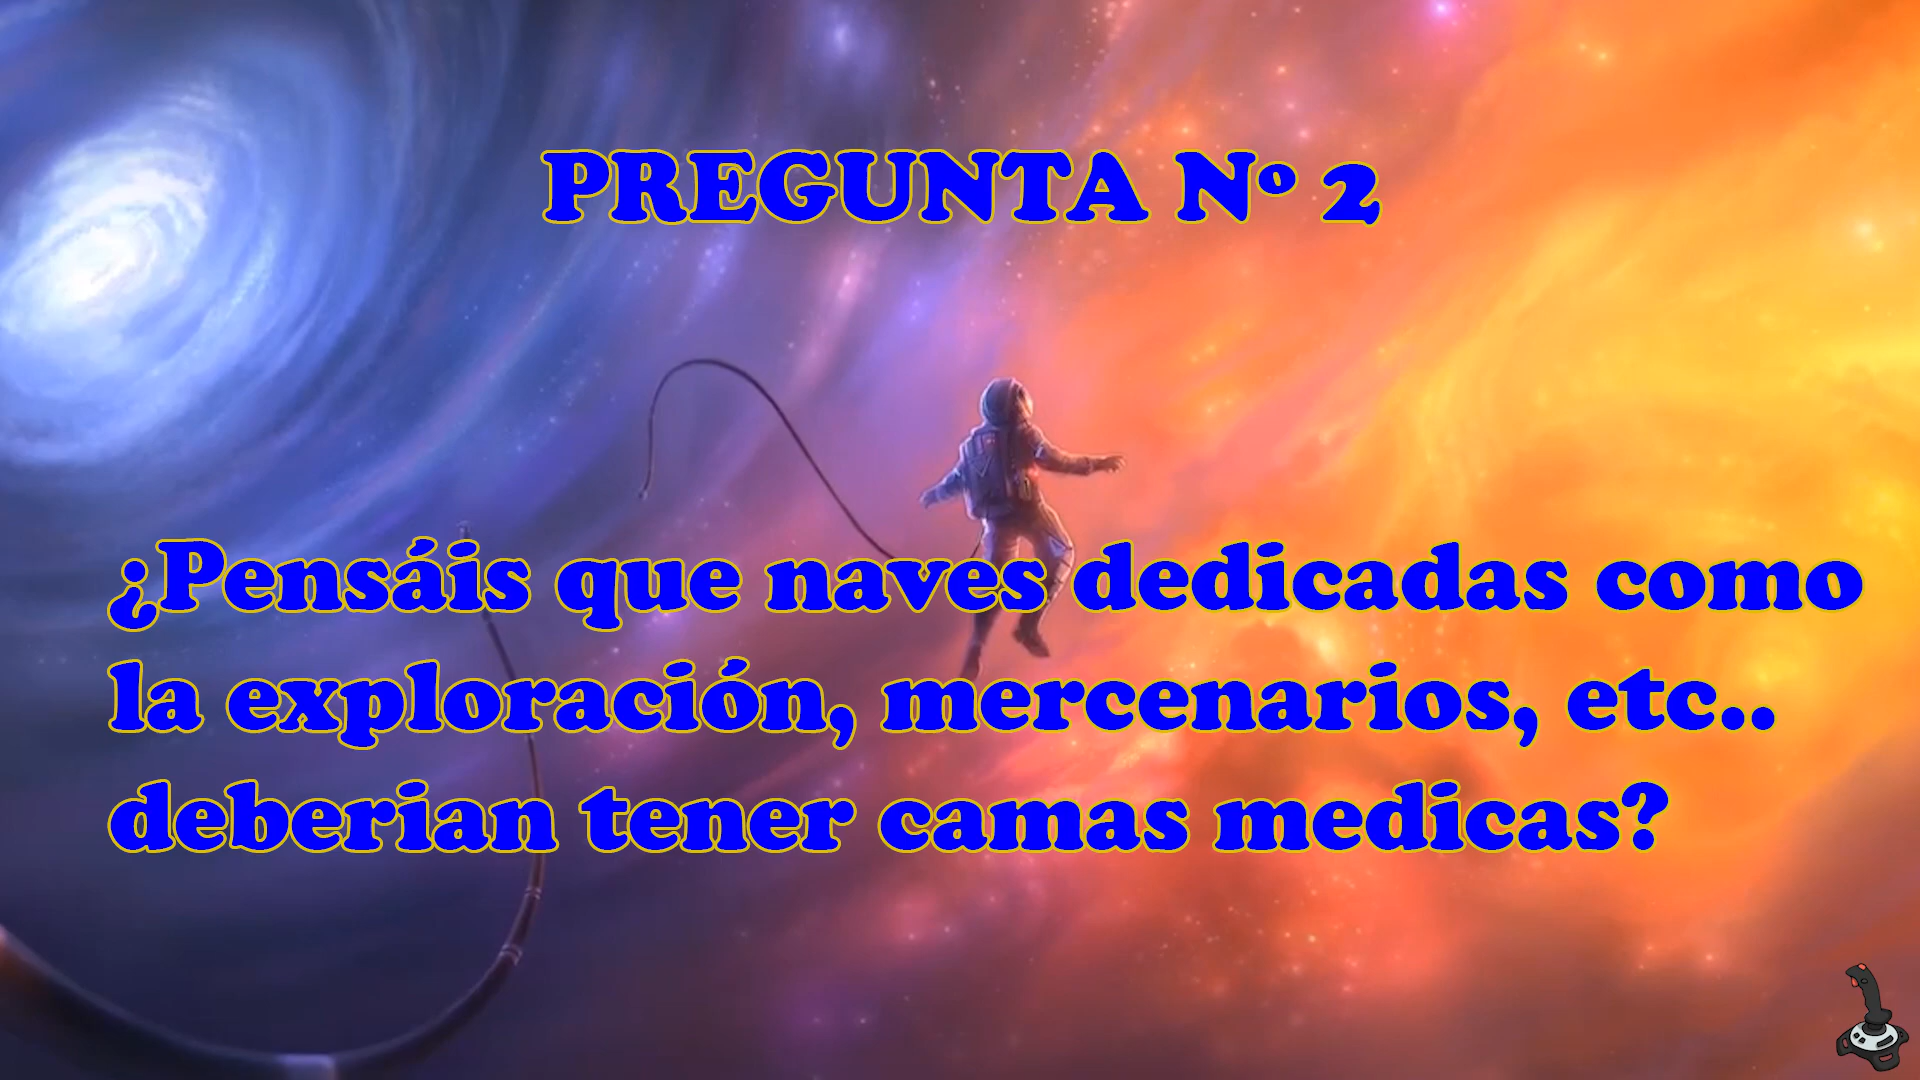 PREGUNTA Nº 2
¿Pensáis que naves dedicadas como
la exploración, mercenarios, etc..
deberian tener camas medicas?